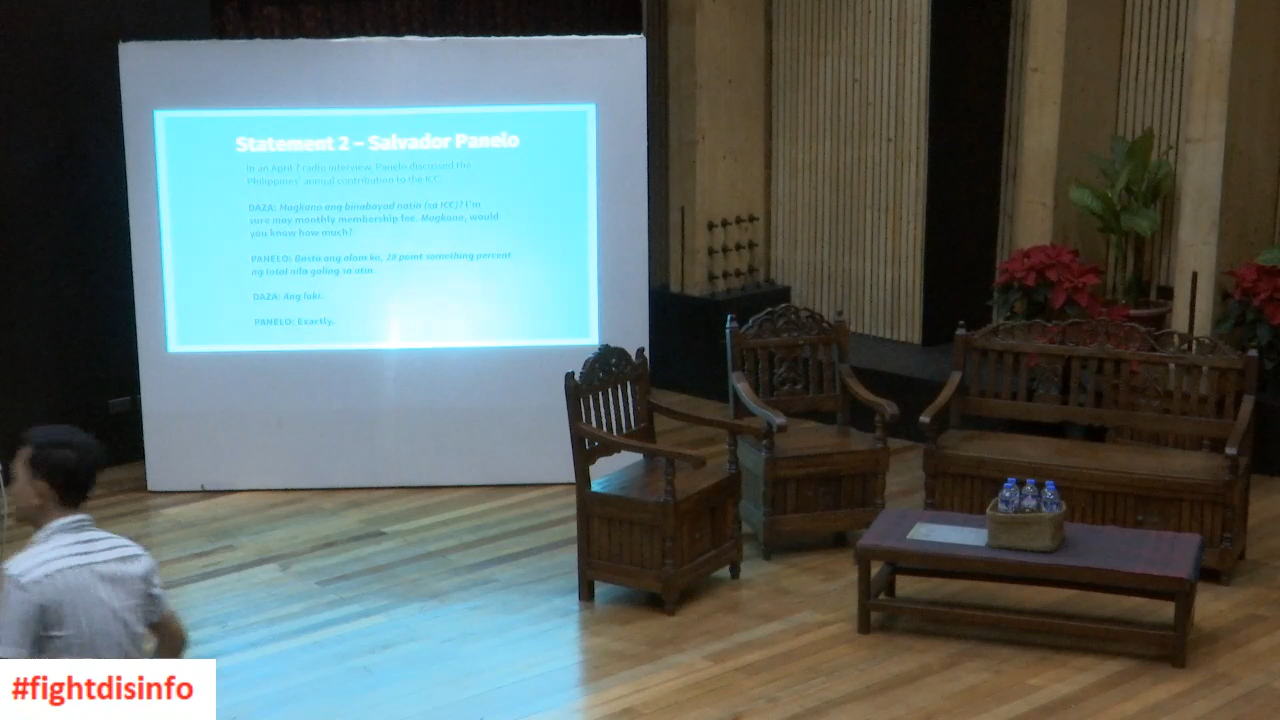 Statement 2 – Salvador Panelo
In an April 7 radio interview, Panelo discussed the
Philippines' annual contribution to the ICC.
DAZA: Magkano ang binabayad natin (sa ICC)? I'm
sure may monthly membership fee. Magkano, would
you know how much?
PANELO: Basta ang alam ko, 28 point something percent
ng total nila galing sa atin.
DAZA: Ang laki.
PANELO: Exactly.
#fightdisinfo